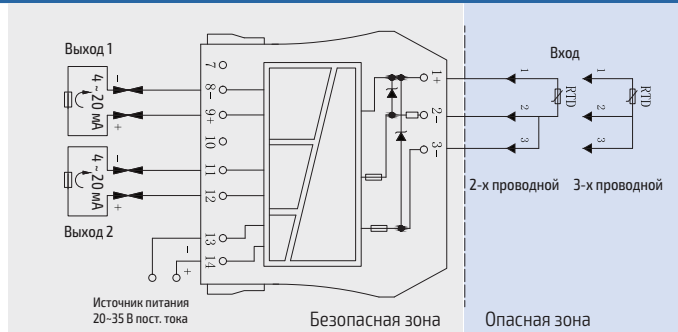 Выход 1
4 ~ 20 мА
–
+
Выход 2
4 ~ 20 мА
–
+
7
8–
9+
10
11
12
13
14
–
+
Источник питания
20~35 В пост. тока
Безопасная зона
1+
2–
3–
Вход
1
2
3
RTD
1
2
3
RTD
2-х проводной
3-х проводной
Опасная зона